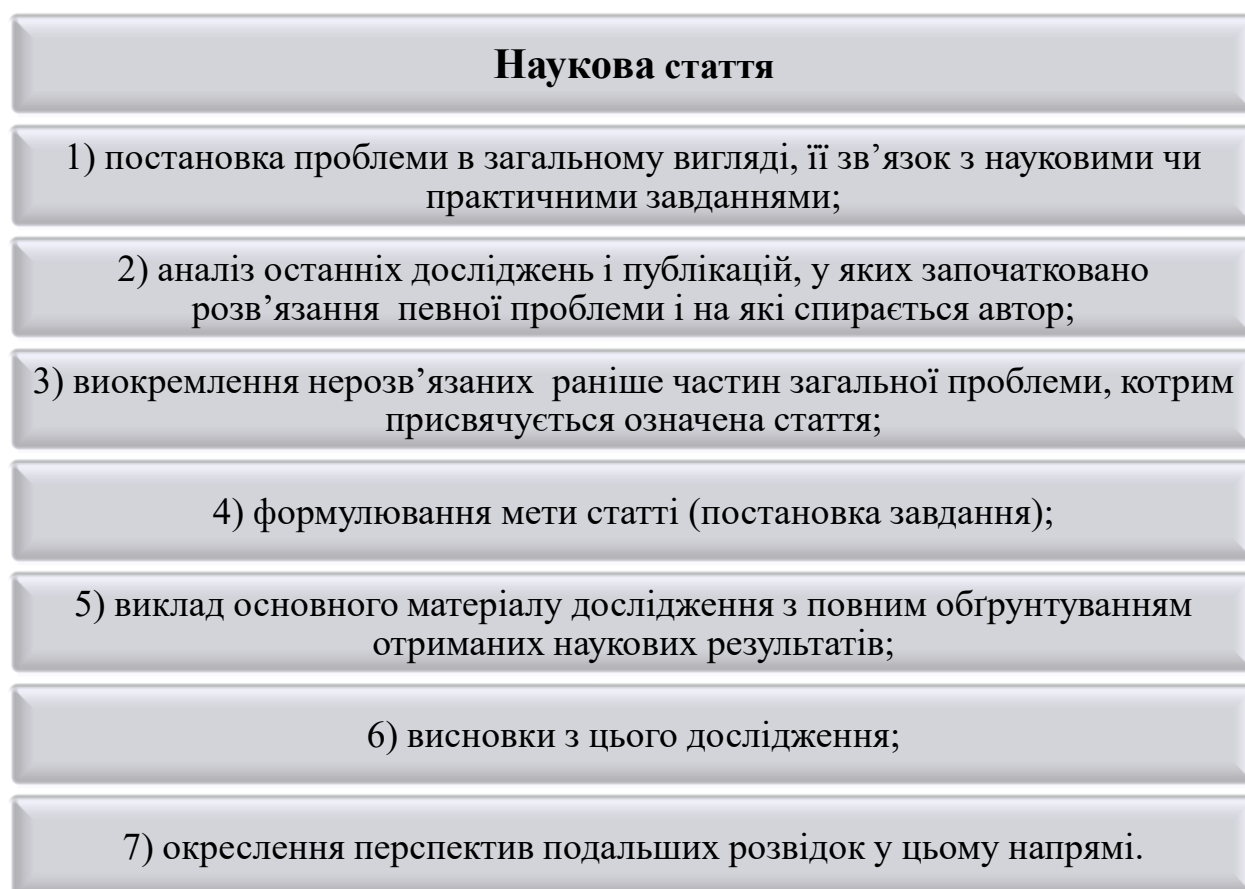 Наукова стаття
1) постановка проблеми в загальному вигляді, її зв’язок з науковими чи
практичними завданнями;
2) аналіз останніх досліджень і публікацій, у яких започатковано
розв’язання  певної проблеми і на які спирається автор;
3) виокремлення нерозв’язаних  раніше частин загальної проблеми, котрим
присвячується означена стаття;
4) формулювання мети статті (постановка завдання);
5) виклад основного матеріалу дослідження з повним обґрунтуванням
отриманих наукових результатів;
6) висновки з цього дослідження;
7) окреслення перспектив подальших розвідок у цьому напрямі.